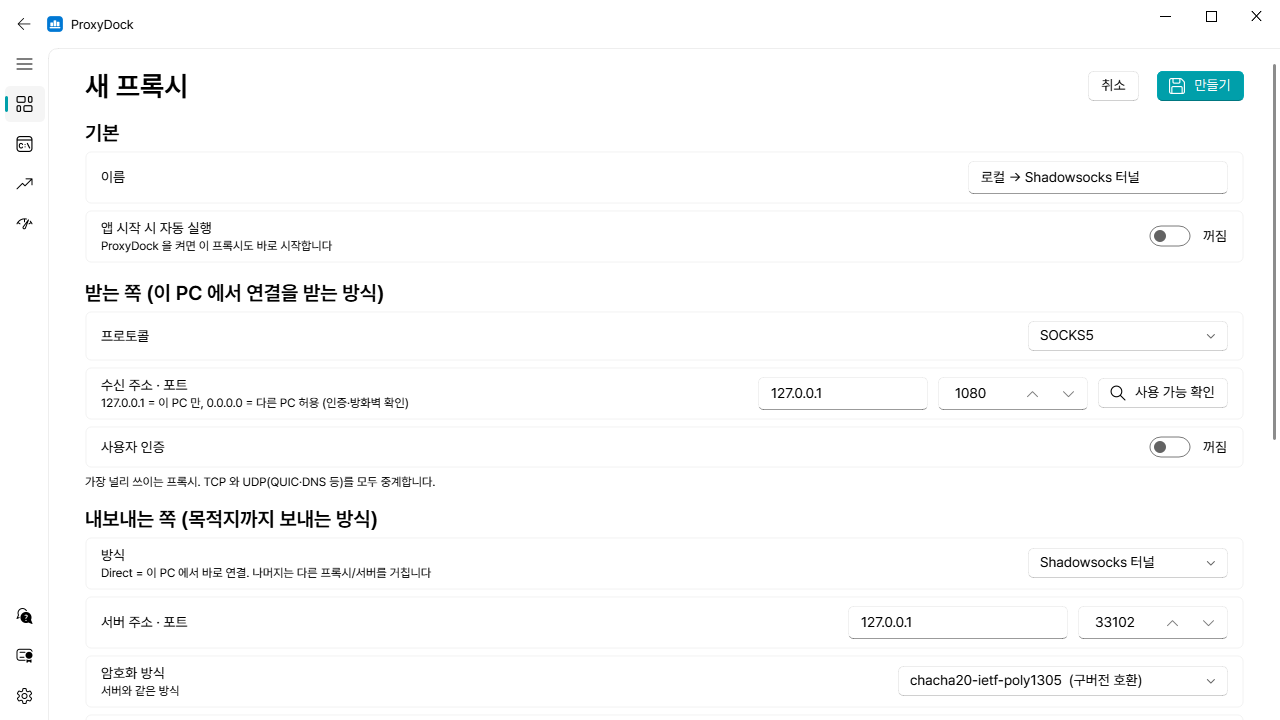 ProxyDock
새 프록시
취소
만들기
기본
이름
로컬 → Shadowsocks 터널
앱 시작 시 자동 실행
ProxyDock 을 켜면 이 프록시도 바로 시작합니다
꺼짐
받는 쪽 (이 PC 에서 연결을 받는 방식)
프로토콜
SOCKS5
수신 주소 · 포트
127.0.0.1 = 이 PC 만, 0.0.0.0 = 다른 PC 허용 (인증·방화벽 확인)
127.0.0.1
1080
사용 가능 확인
사용자 인증
꺼짐
가장 널리 쓰이는 프록시. TCP 와 UDP(QUIC·DNS 등)를 모두 중계합니다.
내보내는 쪽 (목적지까지 보내는 방식)
방식
Direct = 이 PC 에서 바로 연결. 나머지는 다른 프록시/서버를 거칩니다
Shadowsocks 터널
서버 주소 · 포트
127.0.0.1
33102
암호화 방식
서버와 같은 방식
chacha20-ietf-poly1305 (구버전 호환)